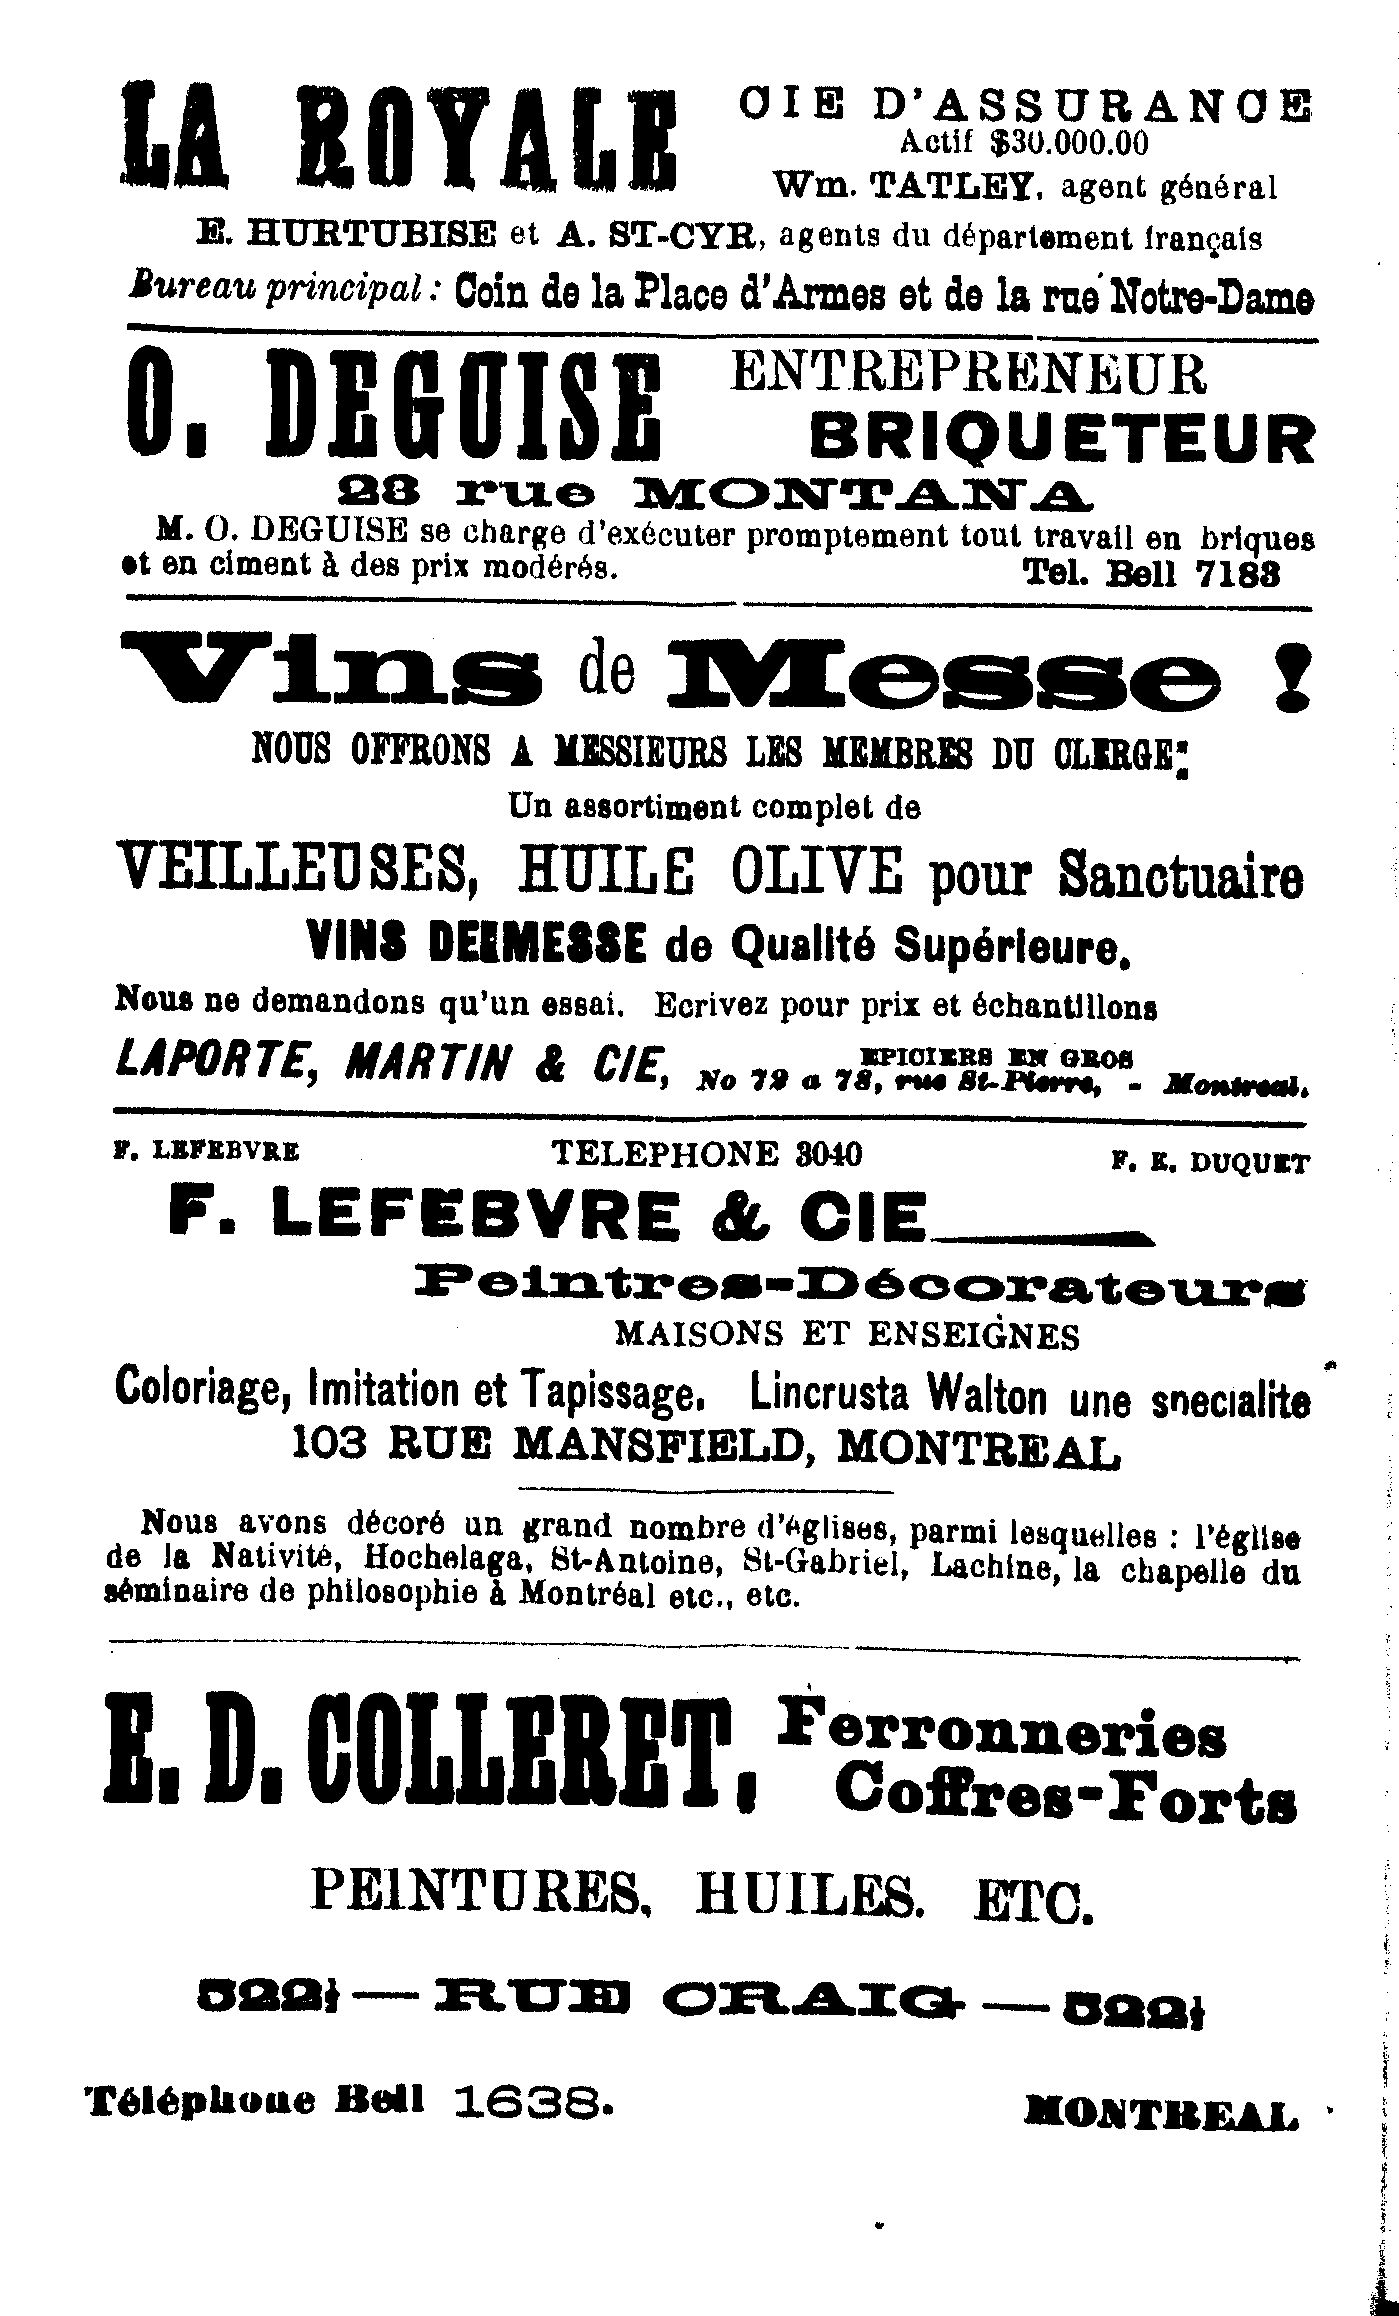 LA ROYALE CIE D'ASSURANCE
Actif $30.000.00
Wm. TATLEY, agent général
E. HURTUBISE et A. ST-CYR, agents du département français
Bureau principal : Coin de la Place d'Armes et de la rue Notre-Dame
O. DEGUISE ENTREPRENEUR
BRIQUETEUR
28 rue MONTANA
M. O. DEGUISE se charge d'exécuter promptement tout travail en briques
et en ciment à des prix modérés. Tel. Bell 7183
Vins de Messe !
NOUS OFFRONS A MESSIEURS LES MEMBRES DU CLERGE:
Un assortiment complet de
VEILLEUSES, HUILE OLIVE pour Sanctuaire
VINS DE MESSE de Qualité Supérieure.
Nous ne demandons qu'un essai. Ecrivez pour prix et échantillons
LAPORTE, MARTIN & CIE, EPICIERS EN GROS
No 72 a 78, rue St-Pierre, - Montreal.
F. LEFEBVRE TELEPHONE 3040 F. E. DUQUET
F. LEFEBVRE & CIE
Peintres-Décorateurs
MAISONS ET ENSEIGNES
Coloriage, Imitation et Tapissage. Lincrusta Walton une specialite
103 RUE MANSFIELD, MONTREAL
Nous avons décoré un grand nombre d'églises, parmi lesquelles : l'église
de la Nativité, Hochelaga, St-Antoine, St-Gabriel, Lachine, la chapelle du
séminaire de philosophie à Montréal etc., etc.
E. D. COLLERET, Ferronneries
Coffres-Forts
PEINTURES, HUILES. ETC.
522½ — RUE CRAIG — 522½
Téléphone Bell 1638. MONTREAL